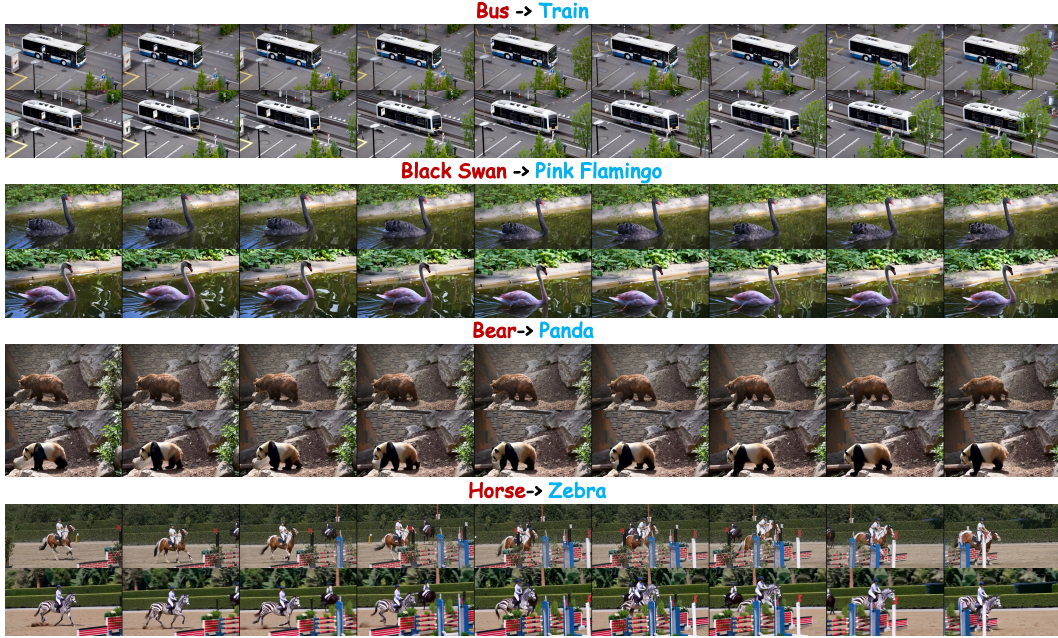 Bus -> Train
Black Swan -> Pink Flamingo
Bear-> Panda
Horse-> Zebra